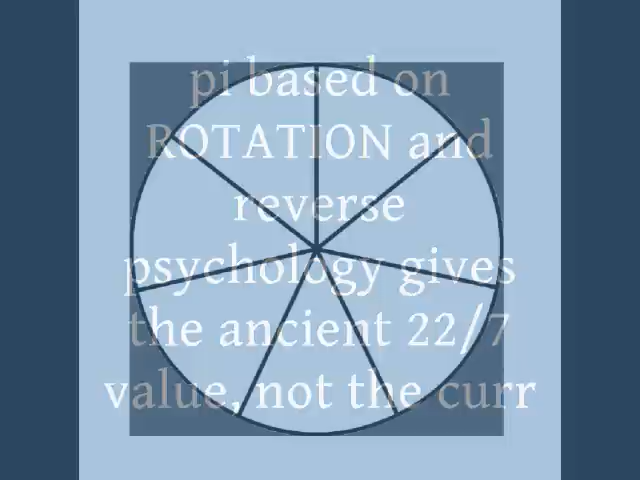 pi based on
ROTATION and
reverse
psychology gives
the ancient 22/7
value, not the curr